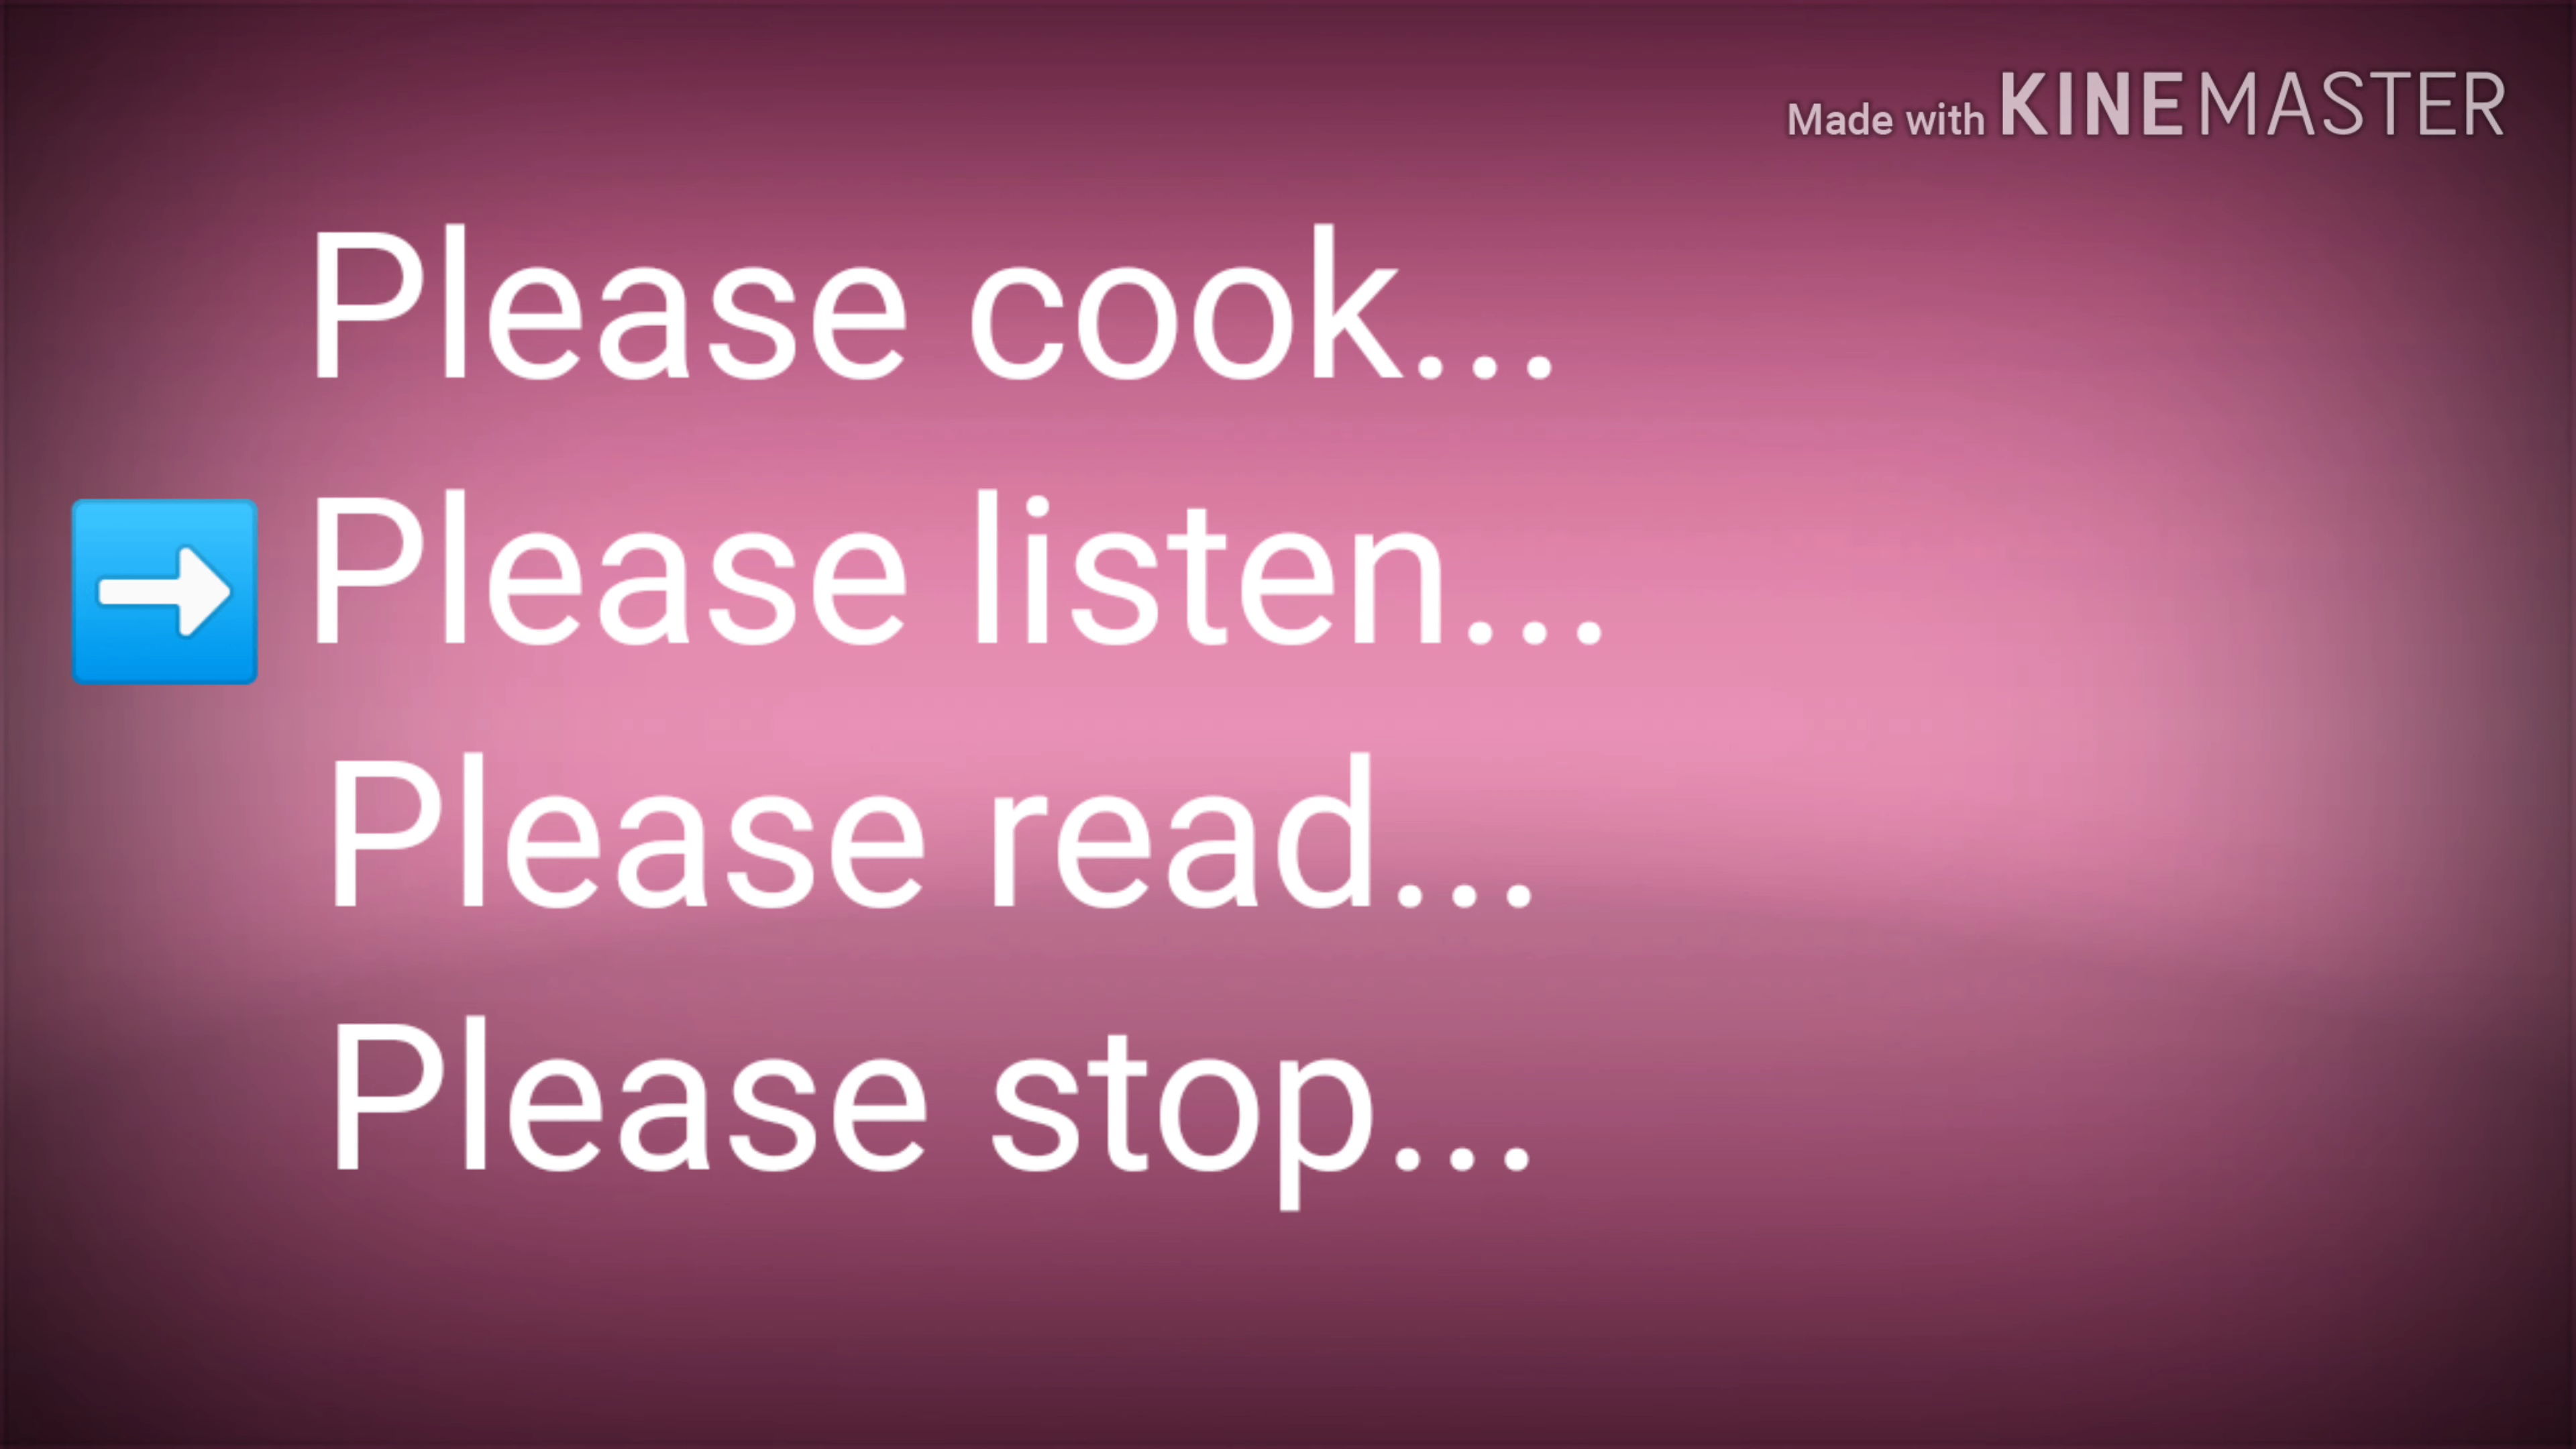 Made with KINEMASTER
Please cook...
➡ Please listen...
Please read...
Please stop...